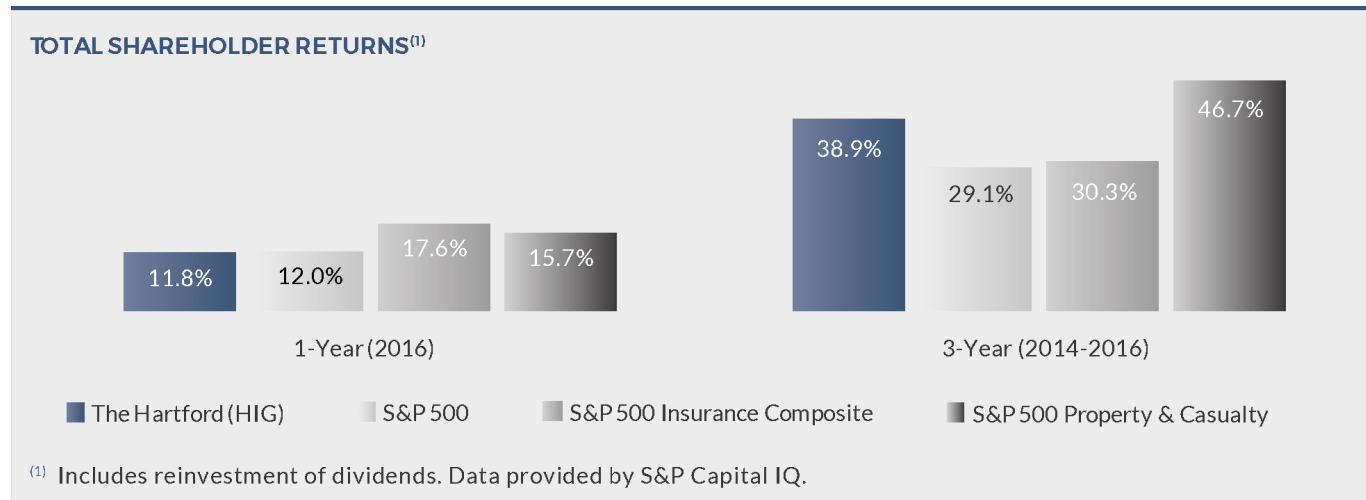 TOTAL SHAREHOLDER RETURNS(1)
11.8%
12.0%
17.6%
15.7%
38.9%
29.1%
30.3%
46.7%
1-Year (2016)
3-Year (2014-2016)
The Hartford (HIG)
S&P 500
S&P 500 Insurance Composite
S&P 500 Property & Casualty
(1) Includes reinvestment of dividends. Data provided by S&P Capital IQ.